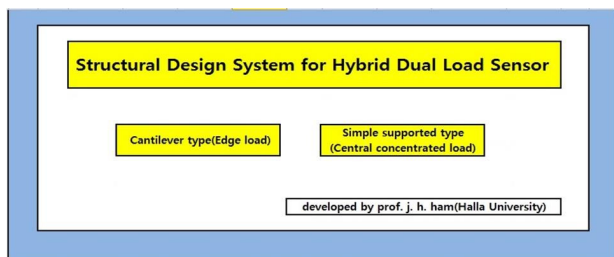 Structural Design System for Hybrid Dual Load Sensor
Cantilever type(Edge load)
Simple supported type
(Central concentrated load)
developed by prof. j. h. ham(Halla University)